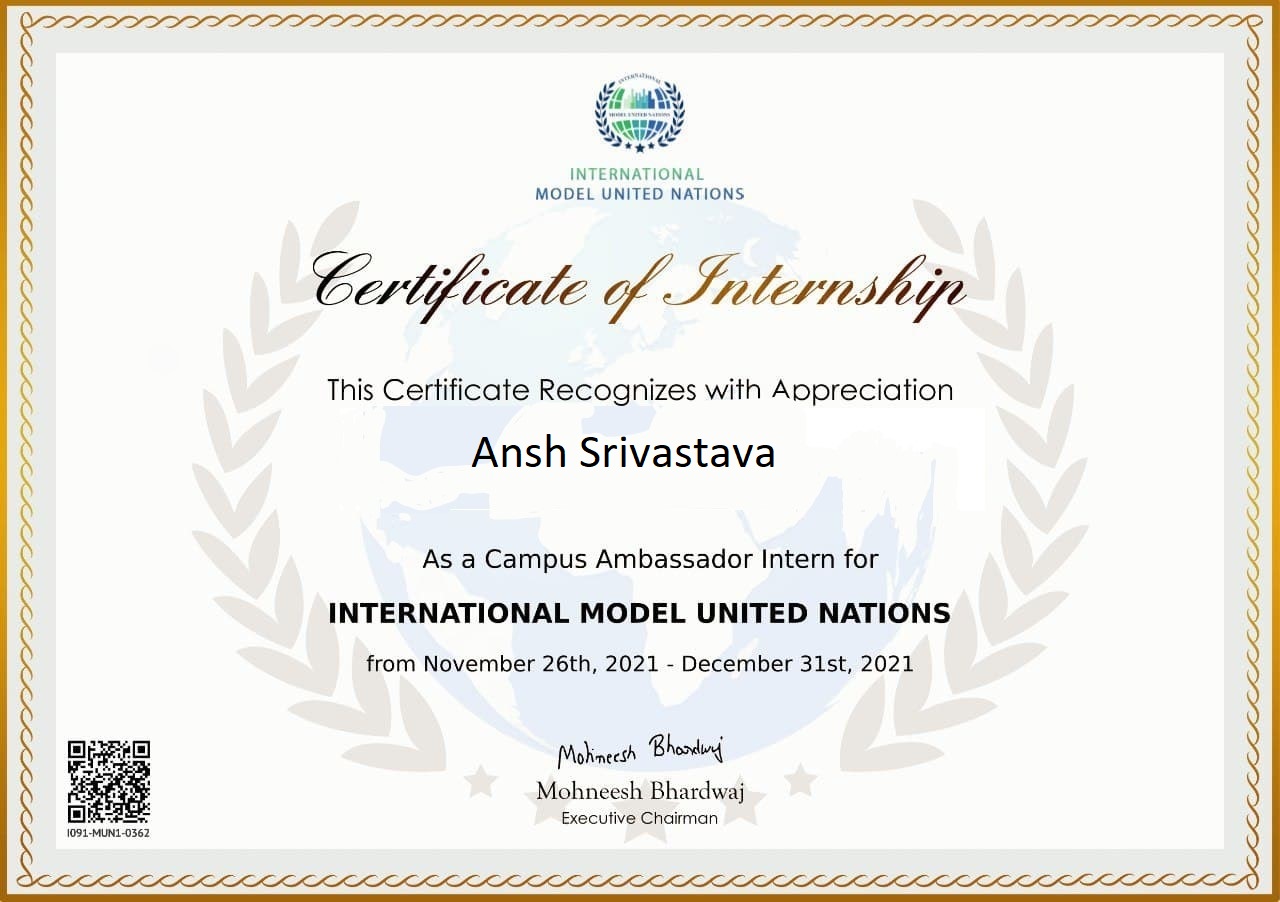 INTERNATIONAL
MODEL UNITED NATIONS
INTERNATIONAL
MODEL UNITED NATIONS
Certificate of Internship
This Certificate Recognizes with Appreciation
Ansh Srivastava
As a Campus Ambassador Intern for
INTERNATIONAL MODEL UNITED NATIONS
from November 26th, 2021 - December 31st, 2021
Mohneesh Bhardwaj
Mohneesh Bhardwaj
Executive Chairman
I091-MUN1-0362